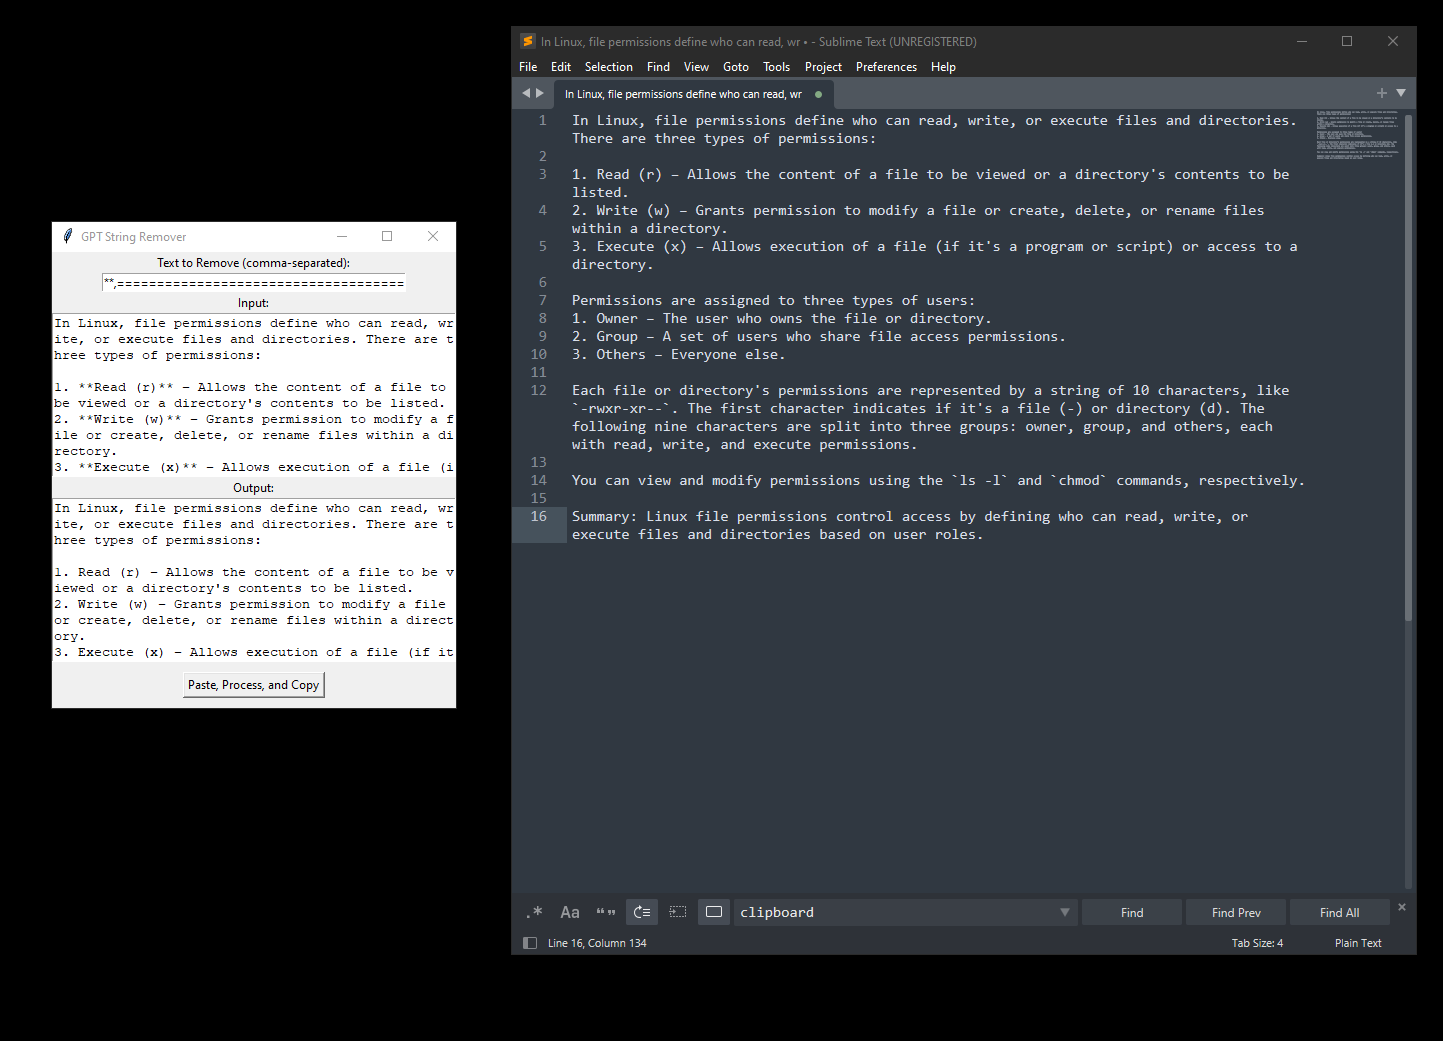 GPT String Remover
Text to Remove (comma-separated):
**,====================================
Input:
In Linux, file permissions define who can read, wr
ite, or execute files and directories. There are t
hree types of permissions:
1. **Read (r)** – Allows the content of a file to
be viewed or a directory's contents to be listed.
2. **Write (w)** – Grants permission to modify a f
ile or create, delete, or rename files within a di
rectory.
3. **Execute (x)** – Allows execution of a file (i
Output:
In Linux, file permissions define who can read, wr
ite, or execute files and directories. There are t
hree types of permissions:
1. Read (r) – Allows the content of a file to be v
iewed or a directory's contents to be listed.
2. Write (w) – Grants permission to modify a file
or create, delete, or rename files within a direct
ory.
3. Execute (x) – Allows execution of a file (if it
Paste, Process, and Copy
In Linux, file permissions define who can read, wr • - Sublime Text (UNREGISTERED)
File Edit Selection Find View Goto Tools Project Preferences Help
In Linux, file permissions define who can read, wr
1 In Linux, file permissions define who can read, write, or execute files and directories.
There are three types of permissions:
2
3 1. Read (r) – Allows the content of a file to be viewed or a directory's contents to be
listed.
4 2. Write (w) – Grants permission to modify a file or create, delete, or rename files
within a directory.
5 3. Execute (x) – Allows execution of a file (if it's a program or script) or access to a
directory.
6
7 Permissions are assigned to three types of users:
8 1. Owner – The user who owns the file or directory.
9 2. Group – A set of users who share file access permissions.
10 3. Others – Everyone else.
11
12 Each file or directory's permissions are represented by a string of 10 characters, like
`-rwxr-xr--`. The first character indicates if it's a file (-) or directory (d). The
following nine characters are split into three groups: owner, group, and others, each
with read, write, and execute permissions.
13
14 You can view and modify permissions using the `ls -l` and `chmod` commands, respectively.
15
16 Summary: Linux file permissions control access by defining who can read, write, or
execute files and directories based on user roles.
.* Aa “” clipboard Find Find Prev Find All
Line 16, Column 134 Tab Size: 4 Plain Text